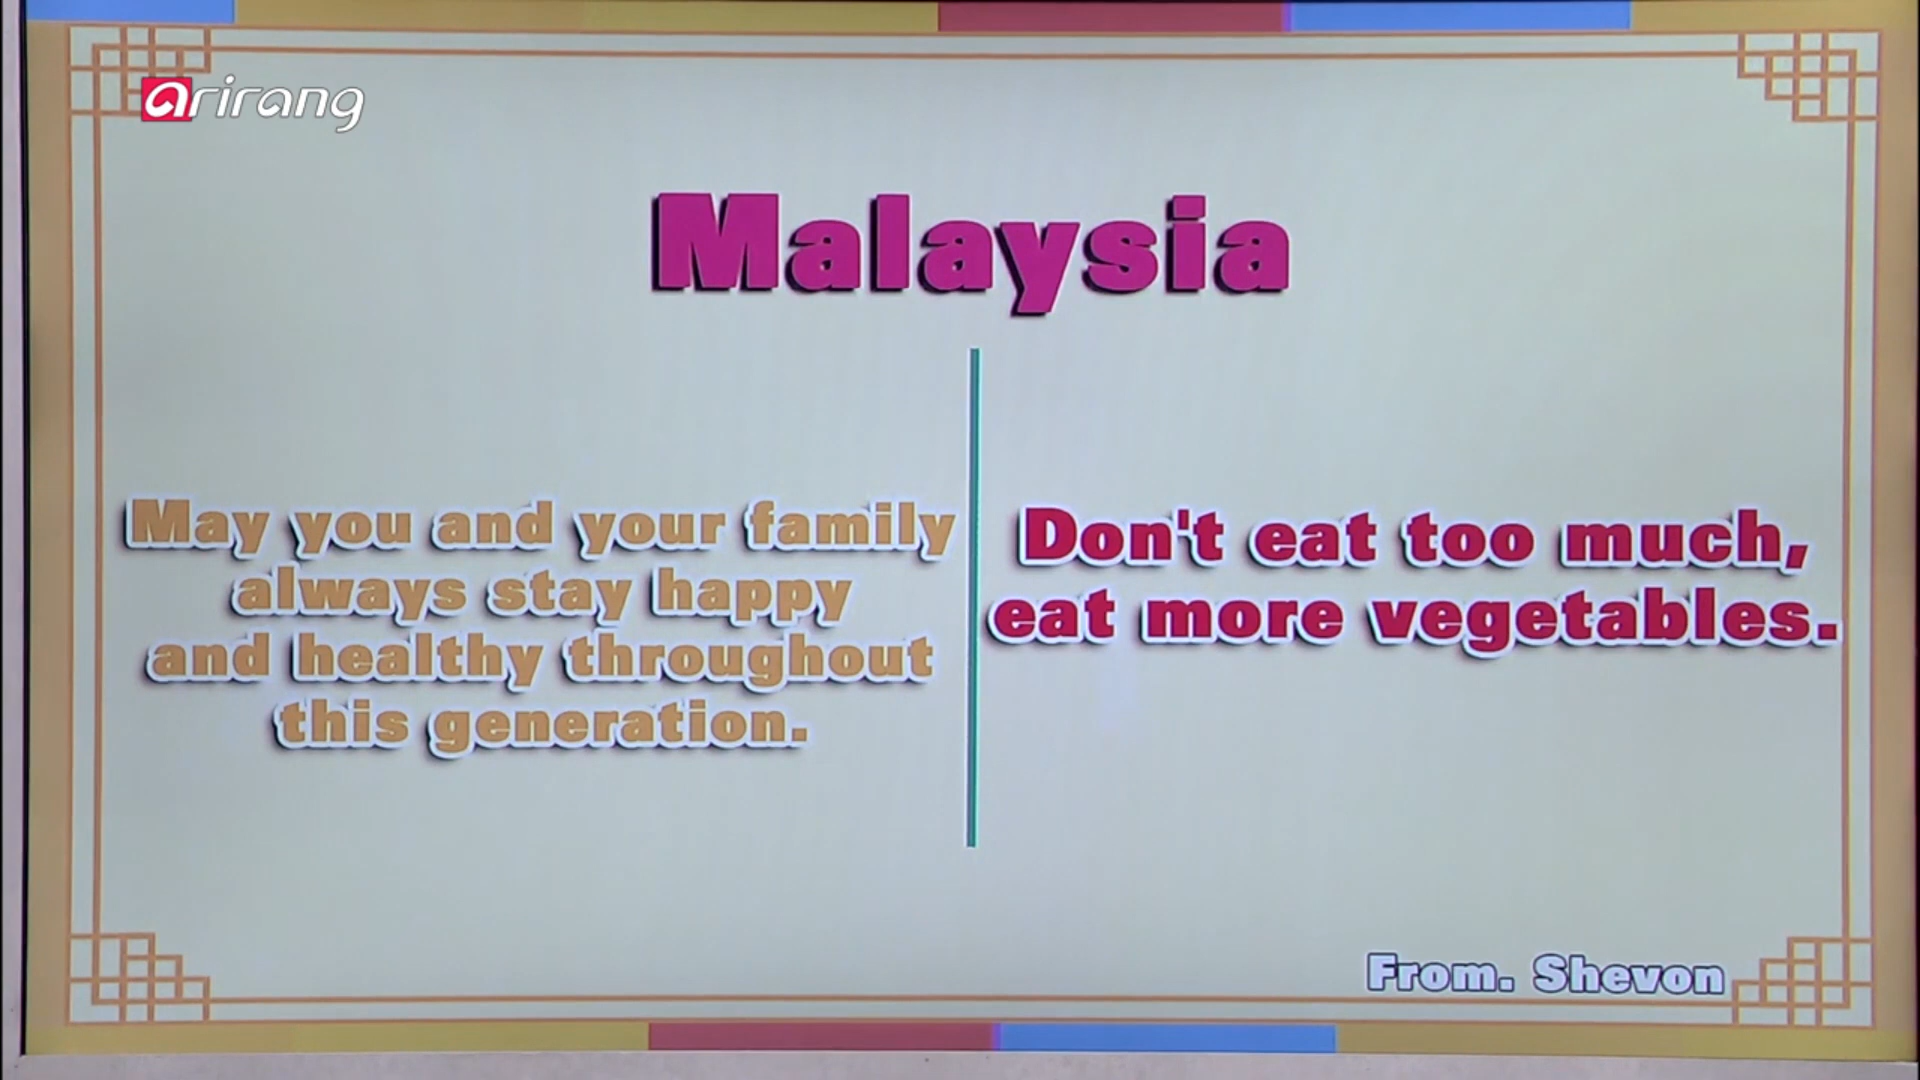 arirang
Malaysia
May you and your family
always stay happy
and healthy throughout
this generation.
Don't eat too much,
eat more vegetables.
From. Shevon